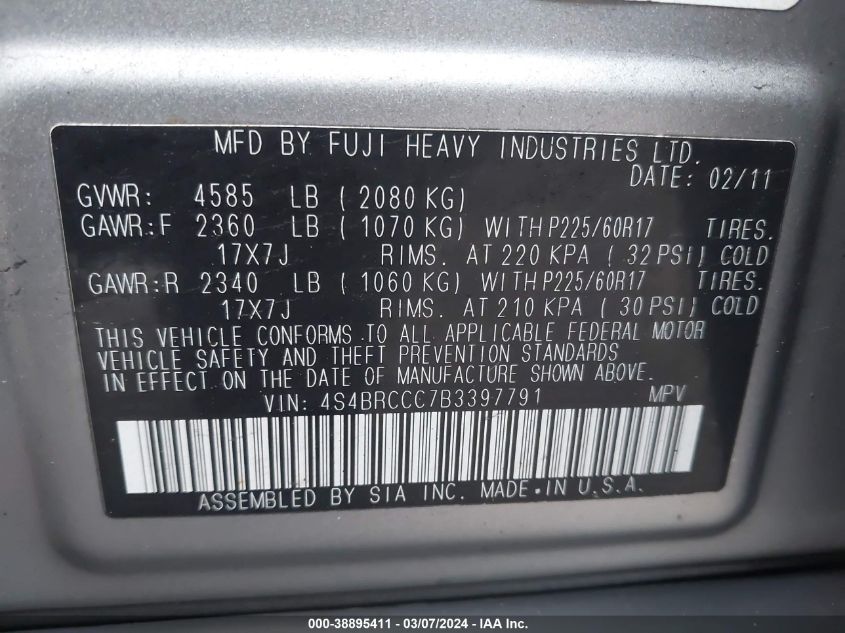 MFD BY FUJI HEAVY INDUSTRIES LTD.
DATE: 02/11
GVWR: 4585 LB ( 2080 KG)
GAWR:F 2360 LB ( 1070 KG) WITH P225/60R17 TIRES.
17X7J RIMS. AT 220 KPA ( 32 PSI) COLD
GAWR:R 2340 LB ( 1060 KG) WITH P225/60R17 TIRES.
17X7J RIMS. AT 210 KPA ( 30 PSI) COLD
THIS VEHICLE CONFORMS TO ALL APPLICABLE FEDERAL MOTOR
VEHICLE SAFETY AND THEFT PREVENTION STANDARDS
IN EFFECT ON THE DATE OF MANUFACTURE SHOWN ABOVE.
VIN: 4S4BRCCC7B3397791 MPV
ASSEMBLED BY SIA INC. MADE·IN U.S.A.
000-38895411 - 03/07/2024 - IAA Inc.